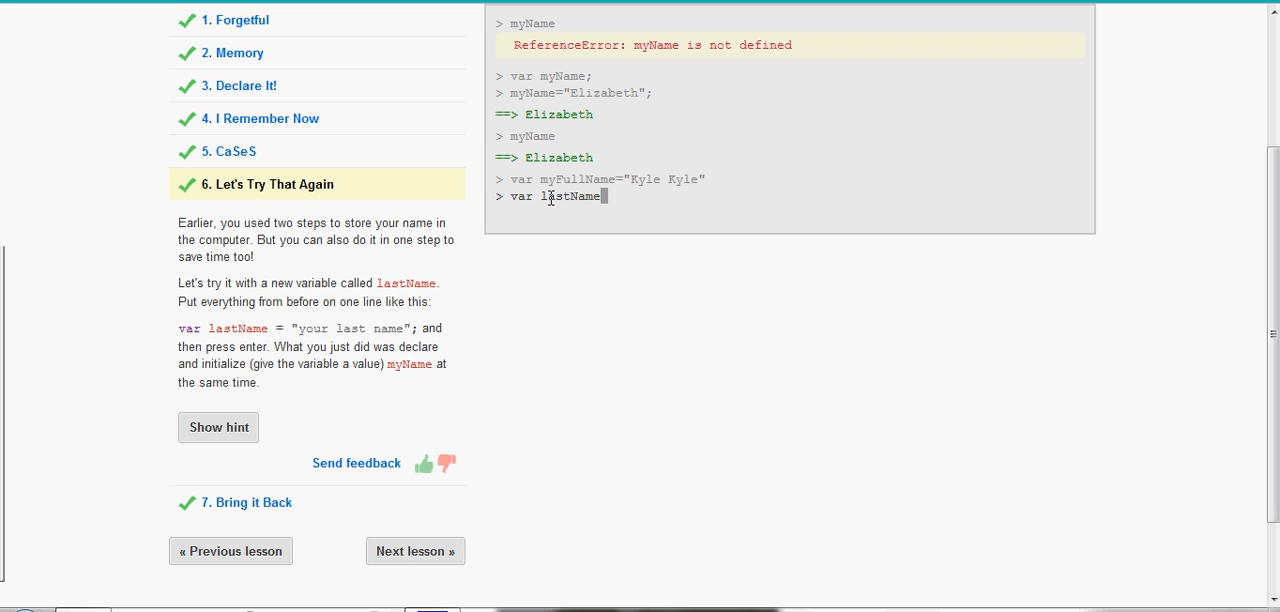 1. Forgetful
2. Memory
3. Declare It!
4. I Remember Now
5. CaSeS
6. Let's Try That Again
Earlier, you used two steps to store your name in
the computer. But you can also do it in one step to
save time too!
Let's try it with a new variable called lastName.
Put everything from before on one line like this:
var lastName = "your last name"; and
then press enter. What you just did was declare
and initialize (give the variable a value) myName at
the same time.
Show hint
Send feedback
7. Bring it Back
« Previous lesson
Next lesson »
> myName
ReferenceError: myName is not defined
> var myName;
> myName="Elizabeth";
==> Elizabeth
> myName
==> Elizabeth
> var myFullName="Kyle Kyle"
> var lastName